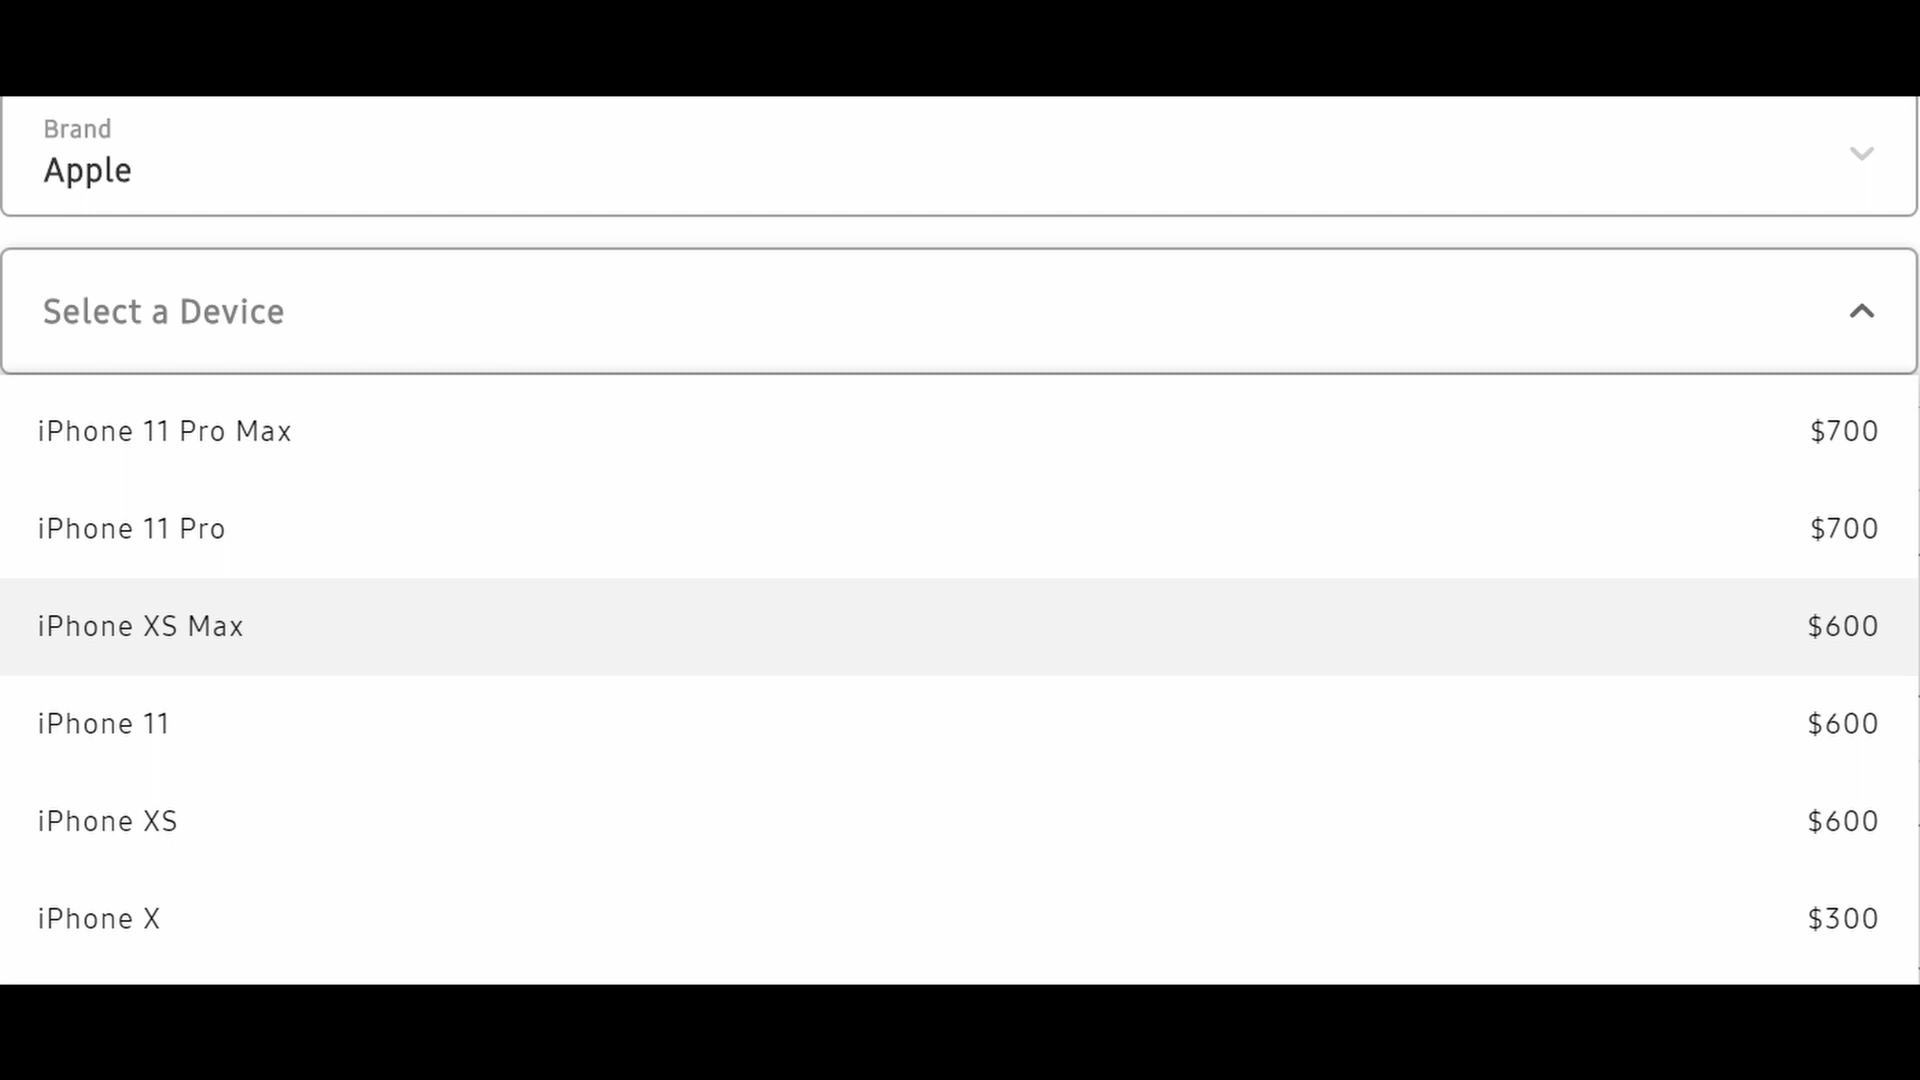 Brand
Apple
Select a Device
iPhone 11 Pro Max $700
iPhone 11 Pro $700
iPhone XS Max $600
iPhone 11 $600
iPhone XS $600
iPhone X $300